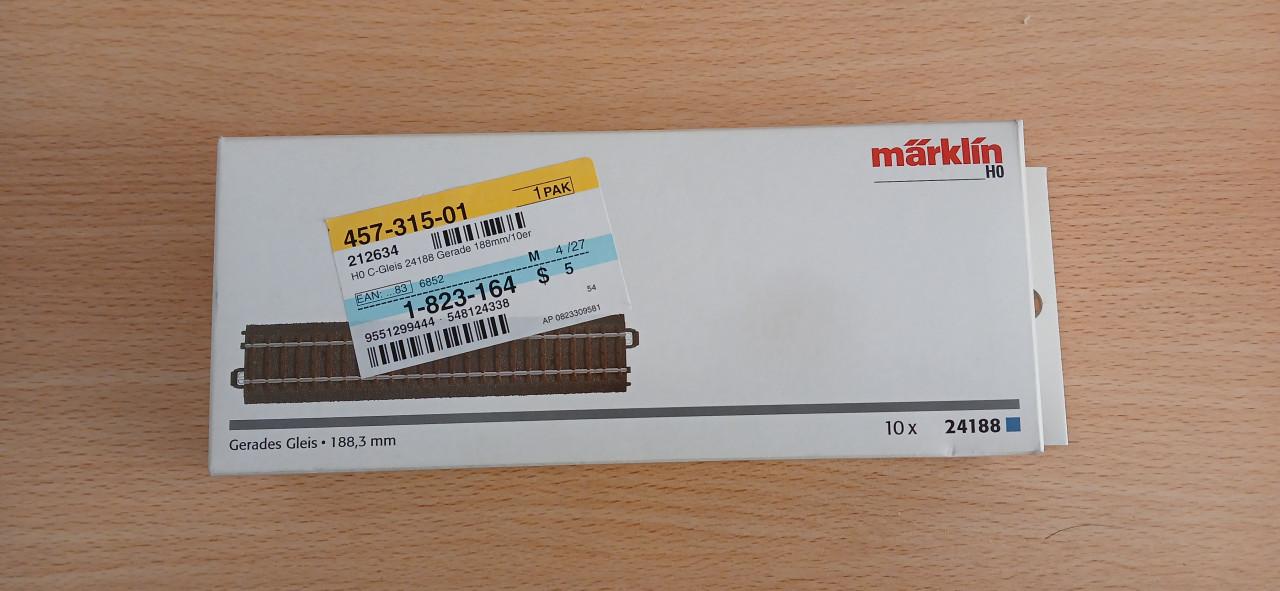 märklín
H0
1 PAK
457-315-01
212634
H0 C-Gleis 24188 Gerade 188mm/10er
M 4 /27
EAN: ..83 6852
$ 5
1-823-164
54
9551299444 · 548124338
AP 0823309581
10 x 24188
Gerades Gleis • 188,3 mm